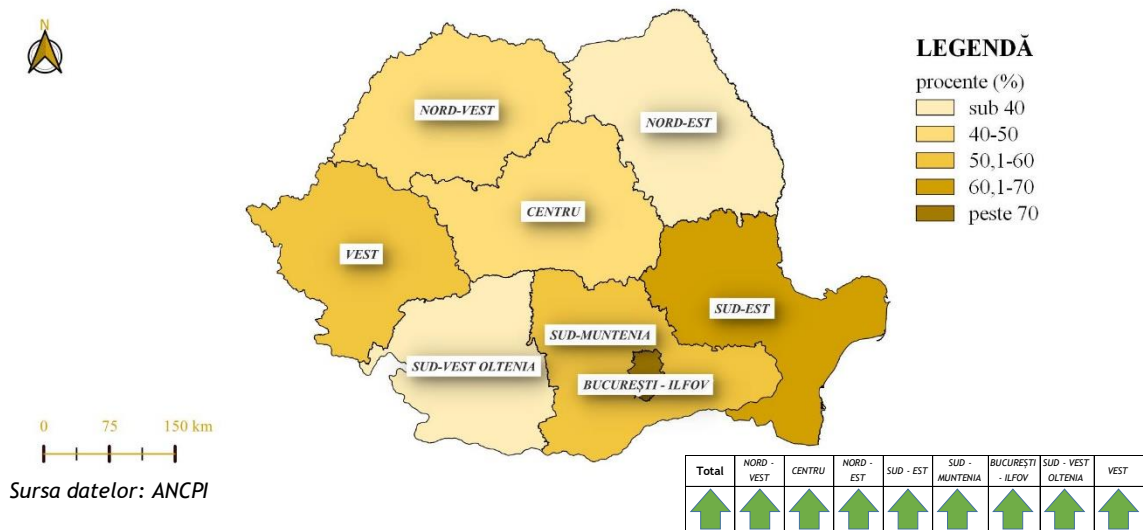 N
LEGENDĂ
procente (%)
sub 40
40-50
50,1-60
60,1-70
peste 70
NORD-VEST
NORD-EST
CENTRU
VEST
SUD-EST
SUD-MUNTENIA
SUD-VEST OLTENIA
BUCUREȘTI - ILFOV
0 75 150 km
Sursa datelor: ANCPI
Total
NORD -
VEST
CENTRU
NORD -
EST
SUD - EST
SUD -
MUNTENIA
BUCUREȘTI
- ILFOV
SUD - VEST
OLTENIA
VEST